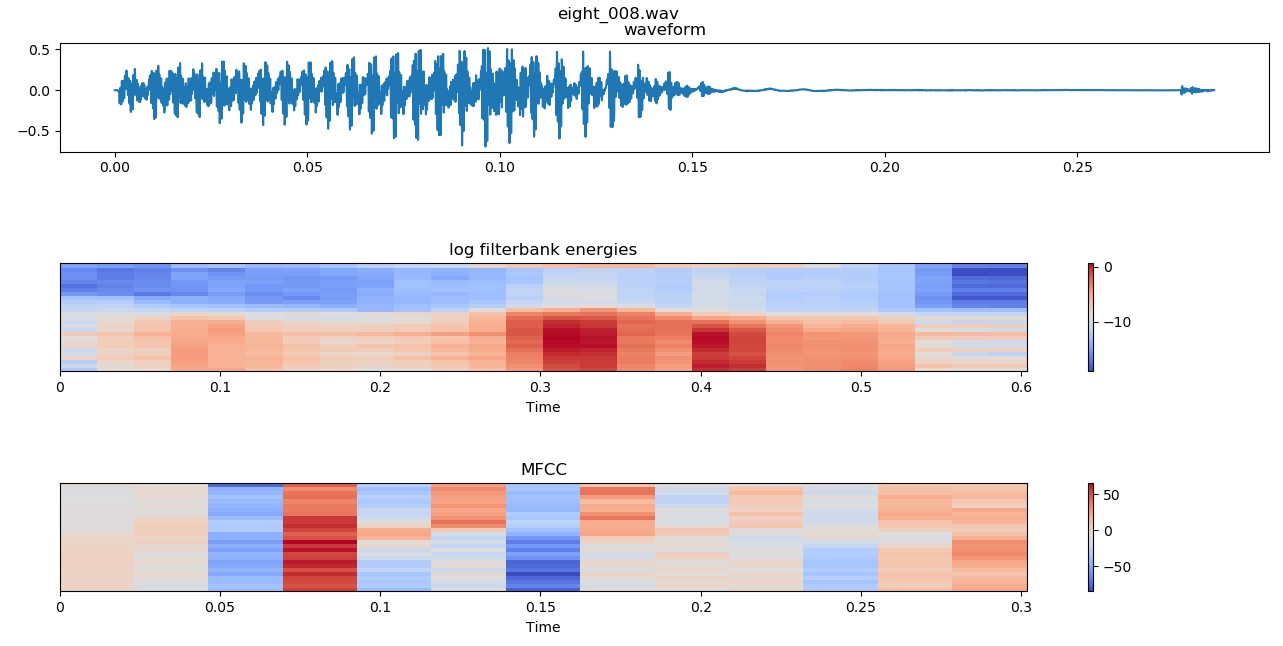 eight_008.wav
waveform
0.5
0.0
−0.5
0.00 0.05 0.10 0.15 0.20 0.25
log filterbank energies
0
−10
0 0.1 0.2 0.3 0.4 0.5 0.6
Time
MFCC
50
0
−50
0 0.05 0.1 0.15 0.2 0.25 0.3
Time